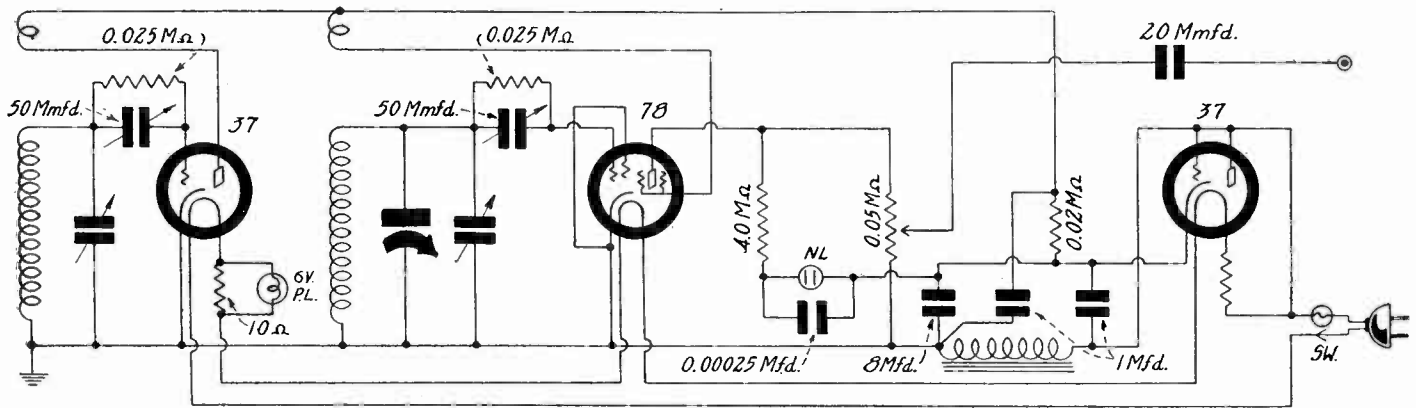 0.025 MΩ
0.025 MΩ
20 Mmfd.
50 Mmfd.
37
50 Mmfd.
78
37
4.0 MΩ
0.05 MΩ
0.02 MΩ
NL
6V.
P.L.
10 Ω
0.00025 Mfd.
8 Mfd.
1 Mfd.
SW.